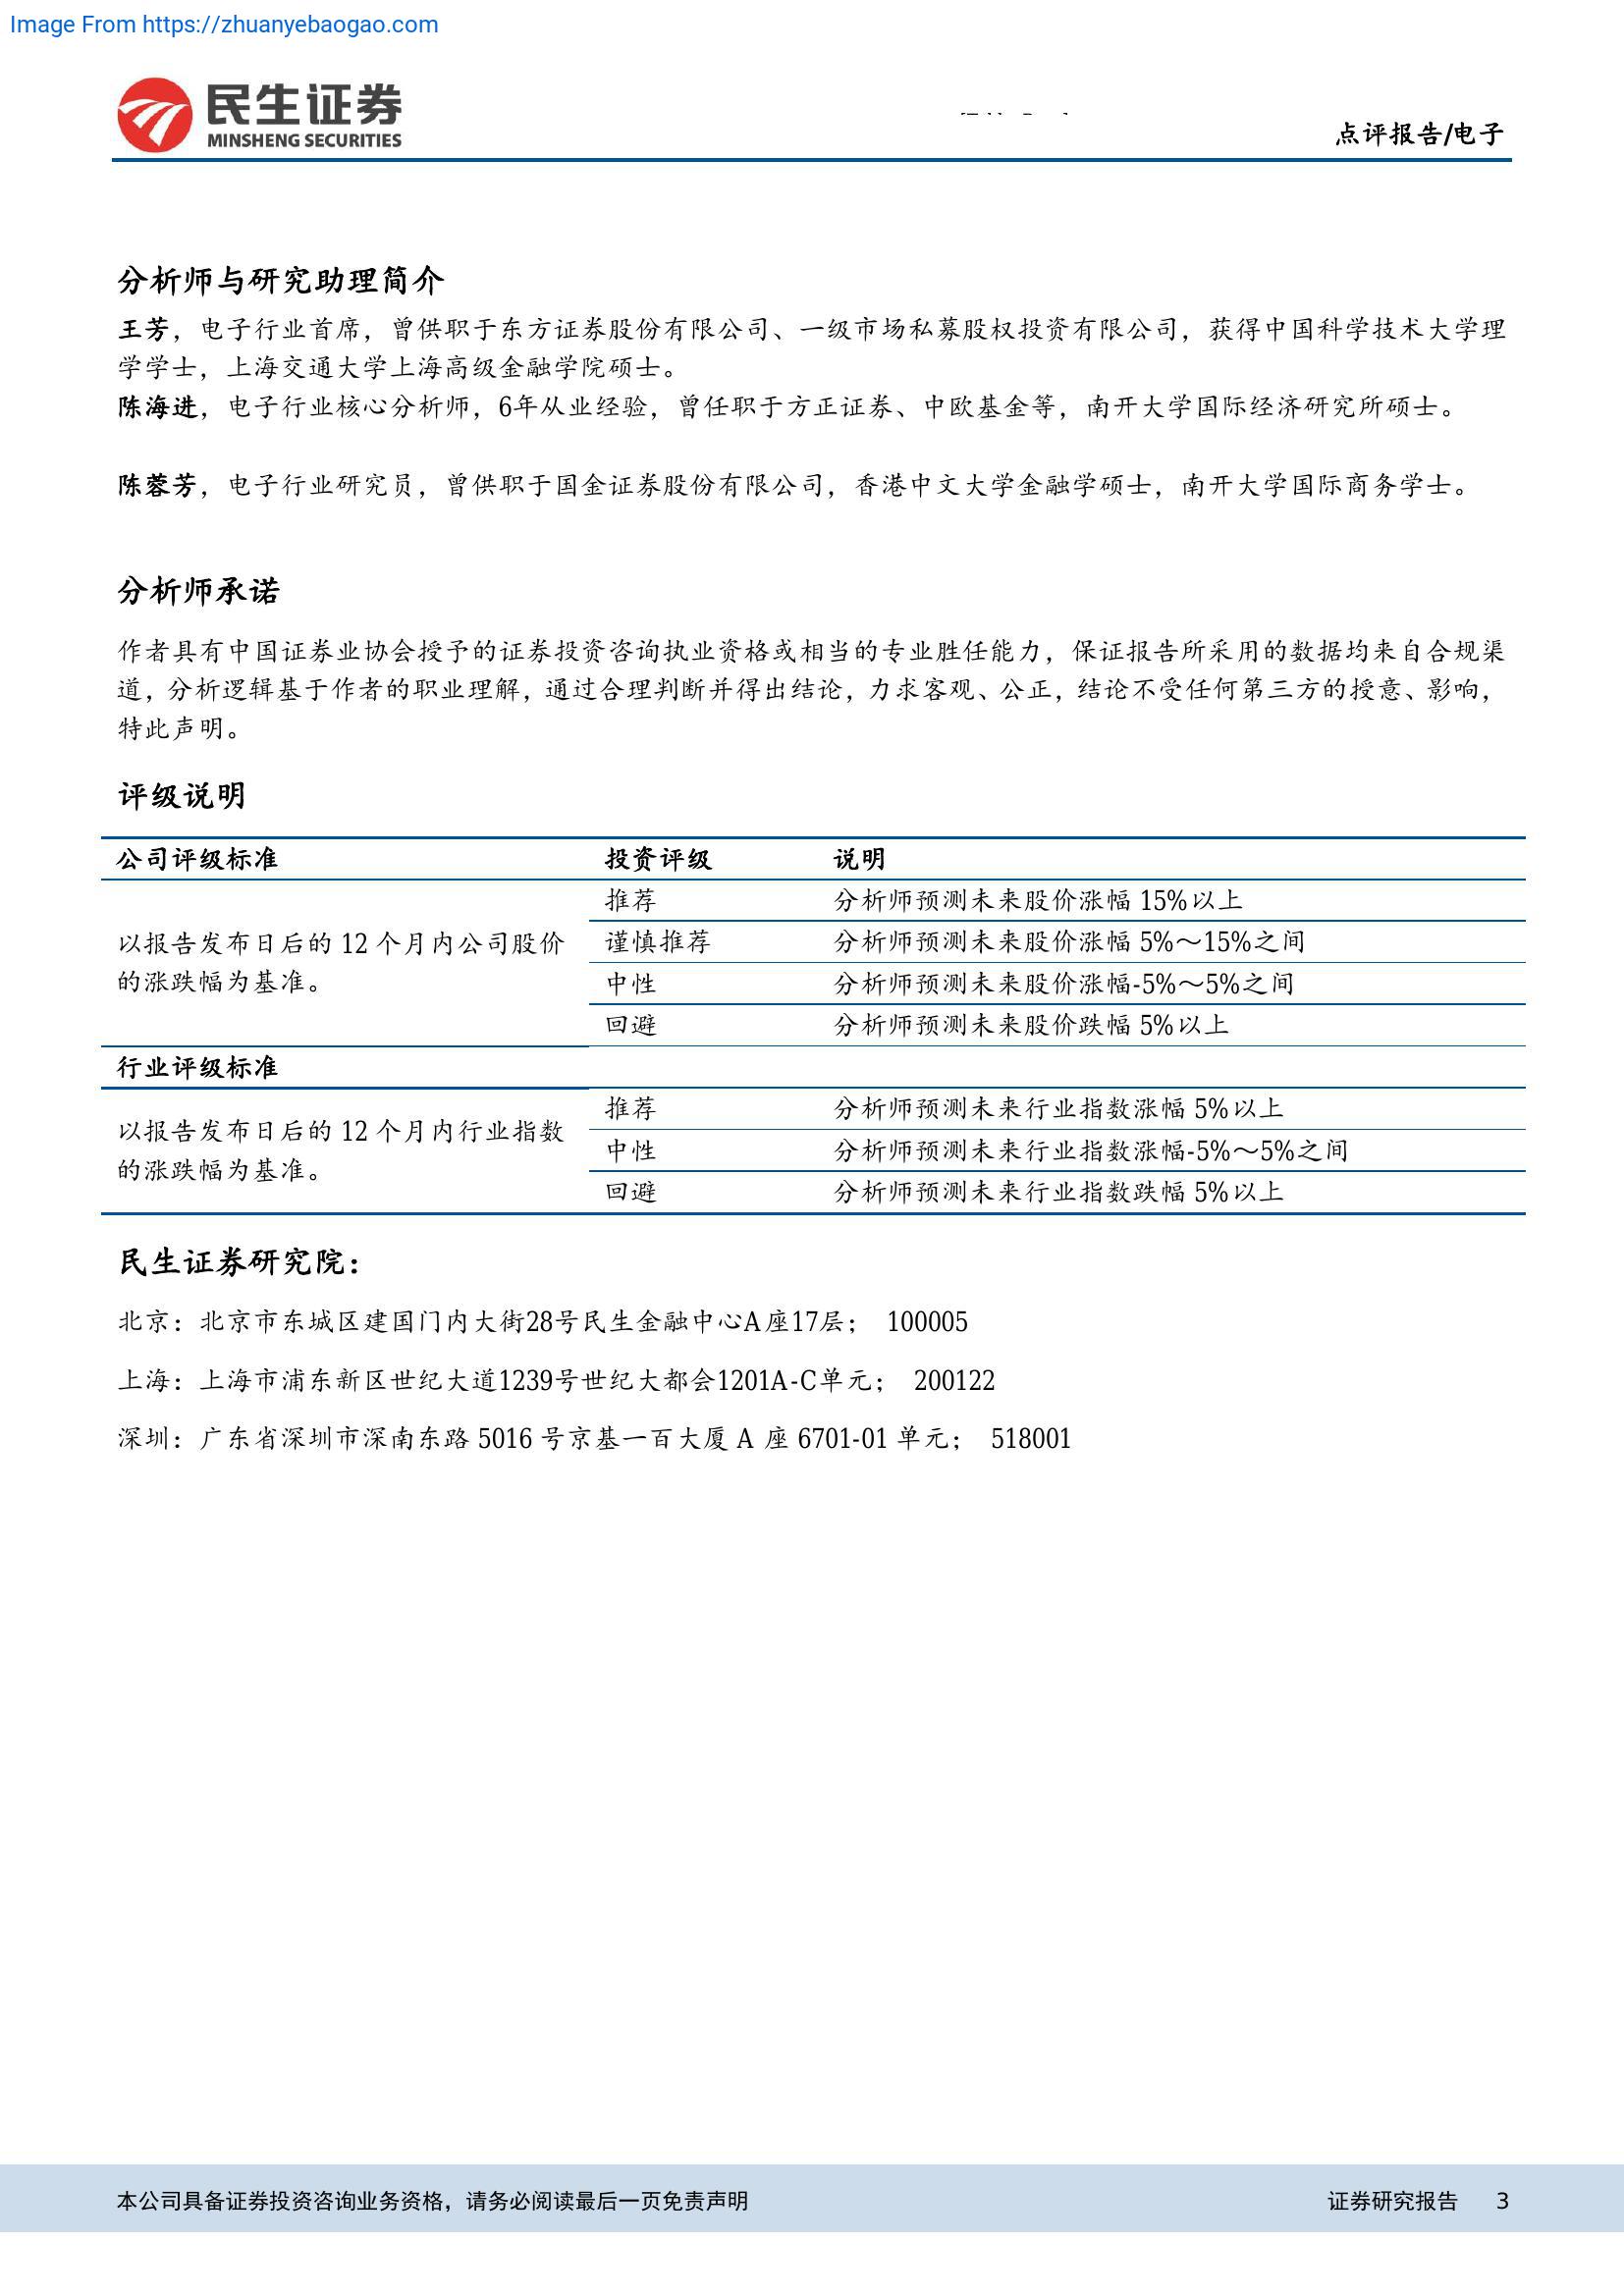 Image From https://zhuanyebaogao.com
民生证券
MINSHENG SECURITIES
点评报告/电子
分析师与研究助理简介
王芳，电子行业首席，曾供职于东方证券股份有限公司、一级市场私募股权投资有限公司，获得中国科学技术大学理
学学士，上海交通大学上海高级金融学院硕士。
陈海进，电子行业核心分析师，6年从业经验，曾任职于方正证券、中欧基金等，南开大学国际经济研究所硕士。
陈蓉芳，电子行业研究员，曾供职于国金证券股份有限公司，香港中文大学金融学硕士，南开大学国际商务学士。
分析师承诺
作者具有中国证券业协会授予的证券投资咨询执业资格或相当的专业胜任能力，保证报告所采用的数据均来自合规渠
道，分析逻辑基于作者的职业理解，通过合理判断并得出结论，力求客观、公正，结论不受任何第三方的授意、影响，
特此声明。
评级说明
公司评级标准 投资评级 说明
以报告发布日后的 12 个月内公司股价
的涨跌幅为基准。
推荐 分析师预测未来股价涨幅 15%以上
谨慎推荐 分析师预测未来股价涨幅 5%～15%之间
中性 分析师预测未来股价涨幅-5%～5%之间
回避 分析师预测未来股价跌幅 5%以上
行业评级标准
以报告发布日后的 12 个月内行业指数
的涨跌幅为基准。
推荐 分析师预测未来行业指数涨幅 5%以上
中性 分析师预测未来行业指数涨幅-5%～5%之间
回避 分析师预测未来行业指数跌幅 5%以上
民生证券研究院：
北京：北京市东城区建国门内大街28号民生金融中心A座17层； 100005
上海：上海市浦东新区世纪大道1239号世纪大都会1201A-C单元； 200122
深圳：广东省深圳市深南东路 5016 号京基一百大厦 A 座 6701-01 单元； 518001
本公司具备证券投资咨询业务资格，请务必阅读最后一页免责声明 证券研究报告 3